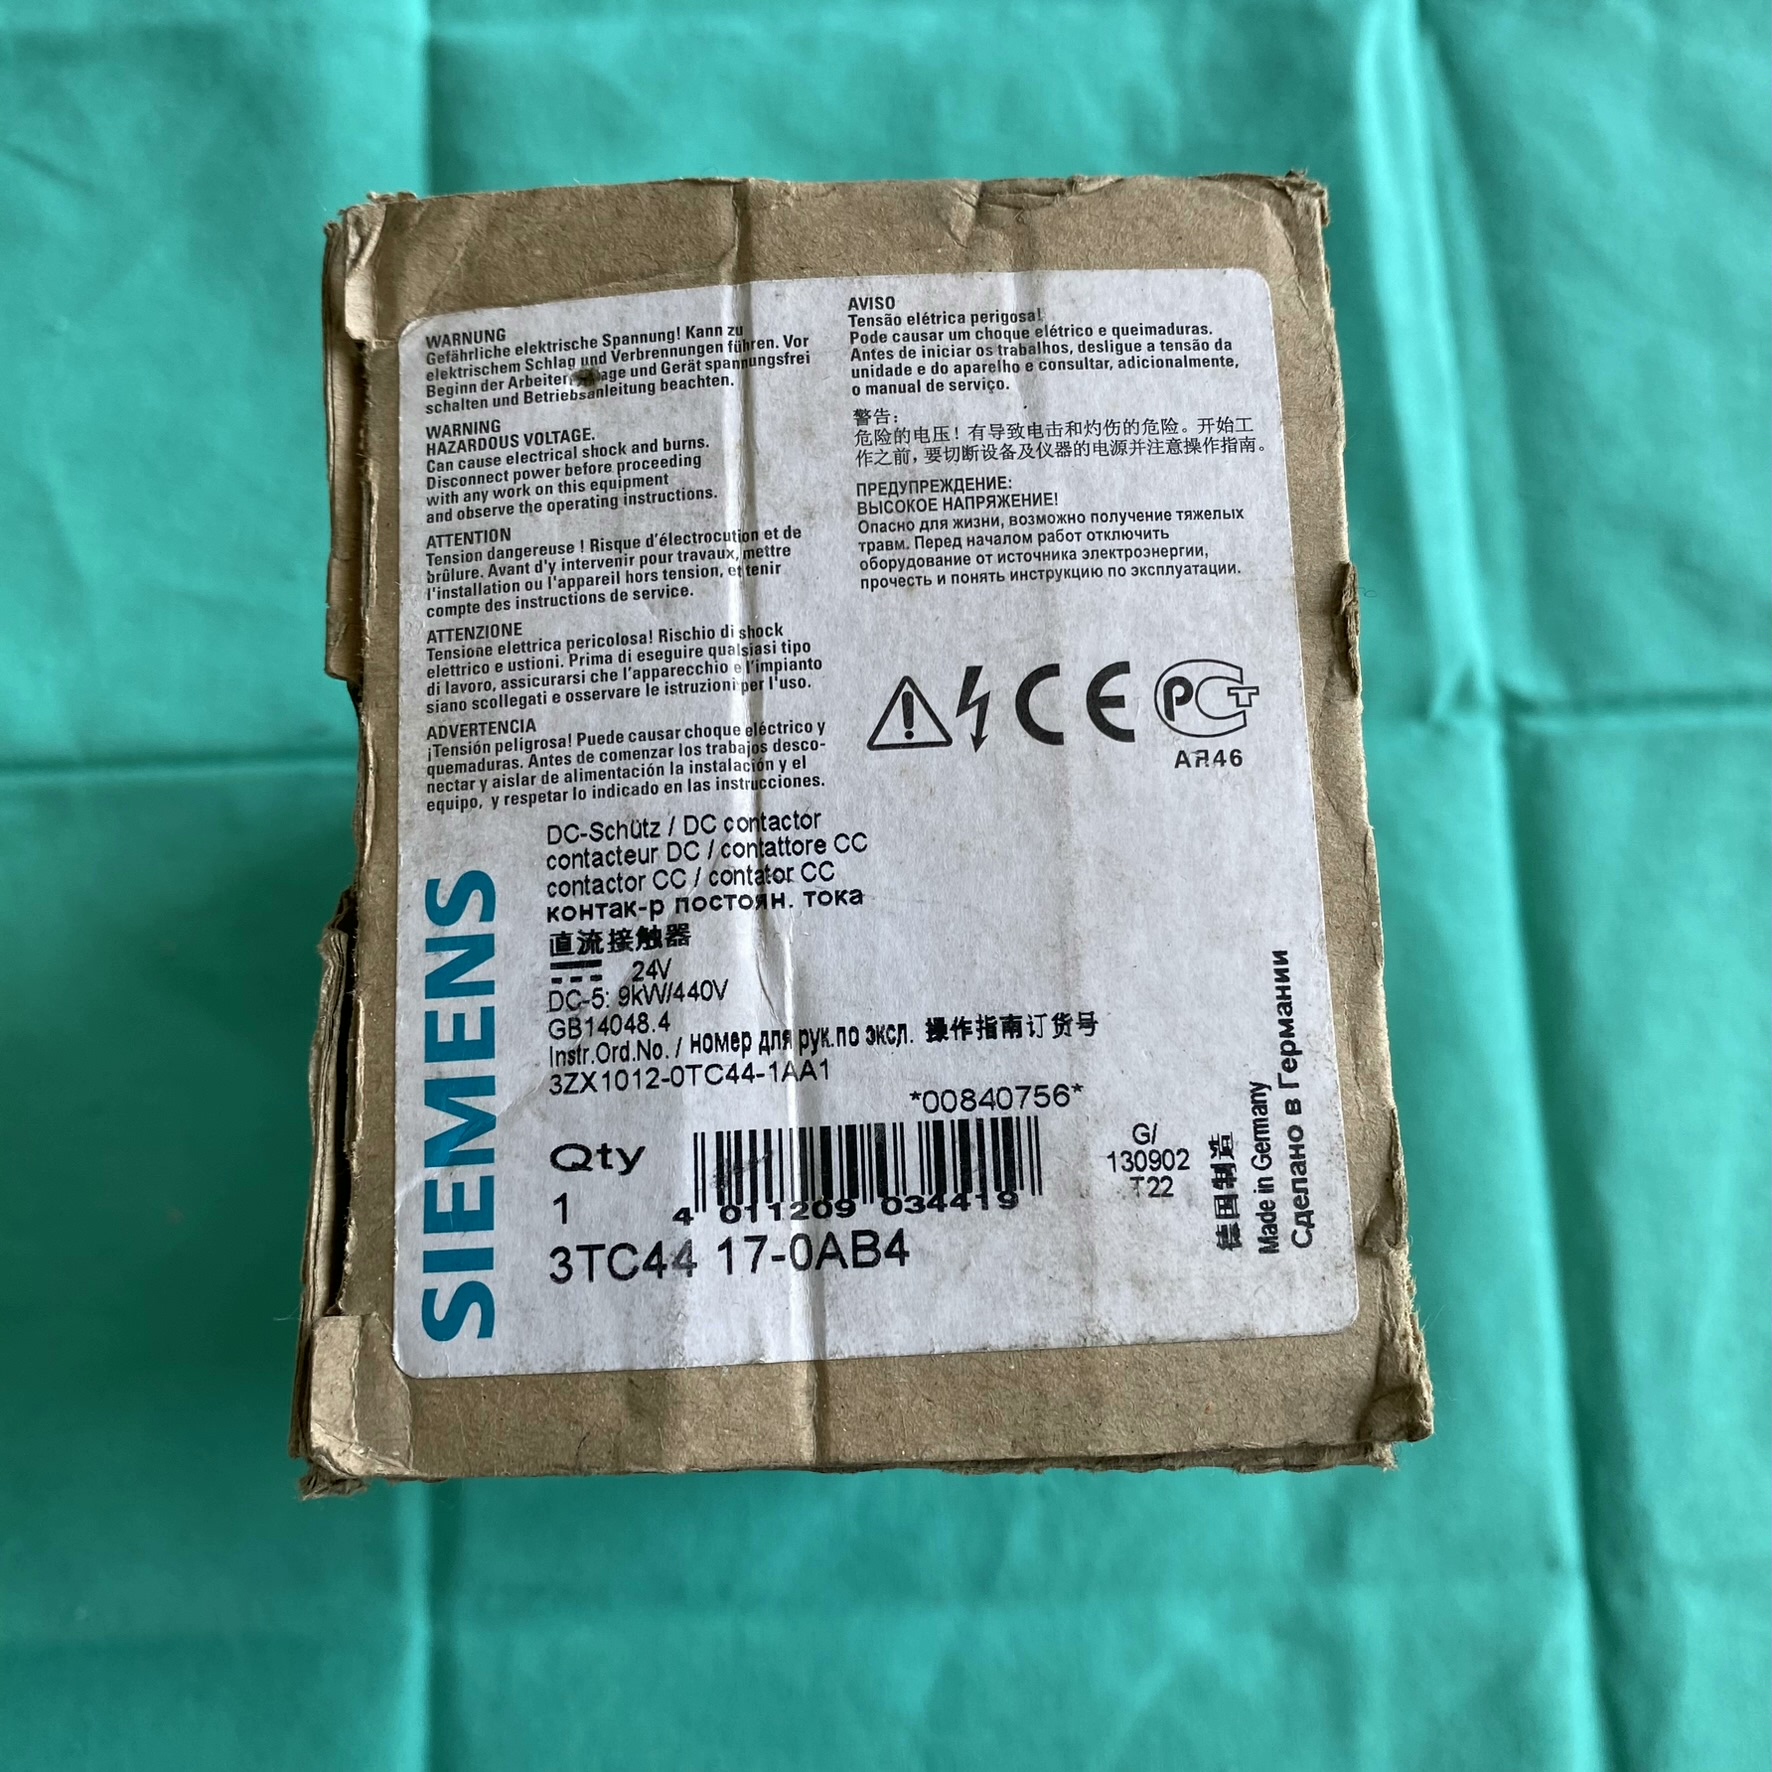 WARNUNG
Gefährliche elektrische Spannung! Kann zu
elektrischem Schlag und Verbrennungen führen. Vor
Beginn der Arbeiten age und Gerät spannungsfrei
schalten und Betriebsanleitung beachten.
WARNING
HAZARDOUS VOLTAGE.
Can cause electrical shock and burns.
Disconnect power before proceeding
with any work on this equipment
and observe the operating instructions.
ATTENTION
Tension dangereuse ! Risque d'électrocution et de
brûlure. Avant d'y intervenir pour travaux, mettre
l'installation ou l'appareil hors tension, et tenir
compte des instructions de service.
ATTENZIONE
Tensione elettrica pericolosa! Rischio di shock
elettrico e ustioni. Prima di eseguire qualsiasi tipo
di lavoro, assicurarsi che l'apparecchio e l'impianto
siano scollegati e osservare le istruzioni per l'uso.
ADVERTENCIA
¡Tensión peligrosa! Puede causar choque eléctrico y
quemaduras. Antes de comenzar los trabajos desco-
nectar y aislar de alimentación la instalación y el
equipo, y respetar lo indicado en las instrucciones.
AVISO
Tensão elétrica perigosa!
Pode causar um choque elétrico e queimaduras.
Antes de iniciar os trabalhos, desligue a tensão da
unidade e do aparelho e consultar, adicionalmente,
o manual de serviço.
警告:
危险的电压! 有导致电击和灼伤的危险。开始工
作之前, 要切断设备及仪器的电源并注意操作指南。
ПРЕДУПРЕЖДЕНИЕ:
ВЫСОКОЕ НАПРЯЖЕНИЕ!
Опасно для жизни, возможно получение тяжелых
травм. Перед началом работ отключить
оборудование от источника электроэнергии,
прочесть и понять инструкцию по эксплуатации.
CE PCT
АЯ46
SIEMENS
DC-Schütz / DC contactor
contacteur DC / contattore CC
contactor CC / contator CC
контак-р постоян. тока
直流接触器
24V
DC-5: 9kW/440V
GB14048.4
Instr.Ord.No. / номер для рук.по экcл. 操作指南订货号
3ZX1012-0TC44-1AA1
*00840756*
Qty
1
4 011209 034419
3TC44 17-0AB4
G/
130902
T22
德国制造
Made in Germany
Сделано в Германии